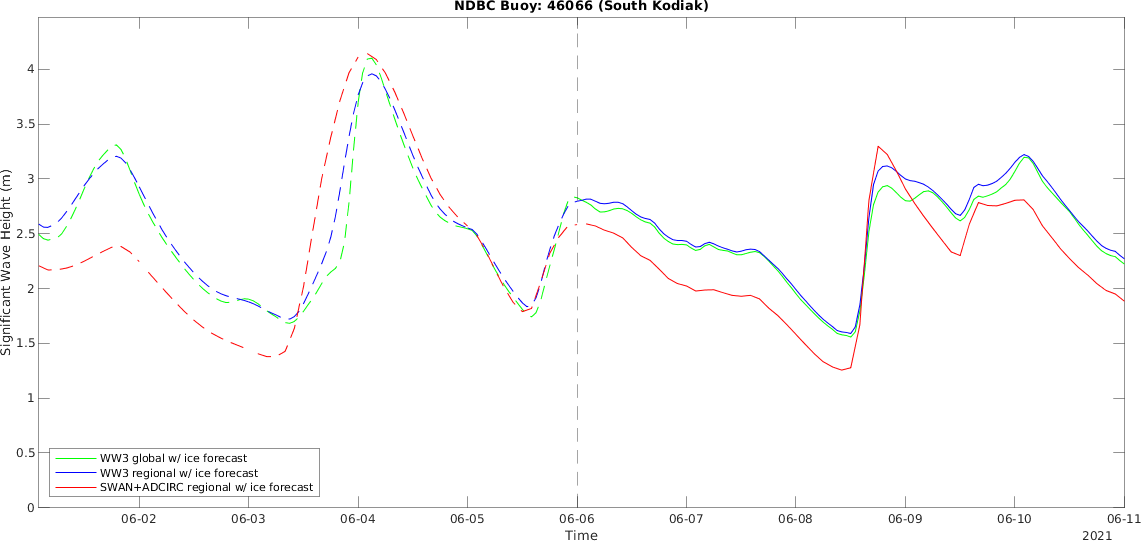 NDBC Buoy: 46066 (South Kodiak)
Significant Wave Height (m)
4
3.5
3
2.5
2
1.5
1
0.5
0
WW3 global w/ ice forecast
WW3 regional w/ ice forecast
SWAN+ADCIRC regional w/ ice forecast
06-02 06-03 06-04 06-05 06-06 06-07 06-08 06-09 06-10 06-11
Time
2021